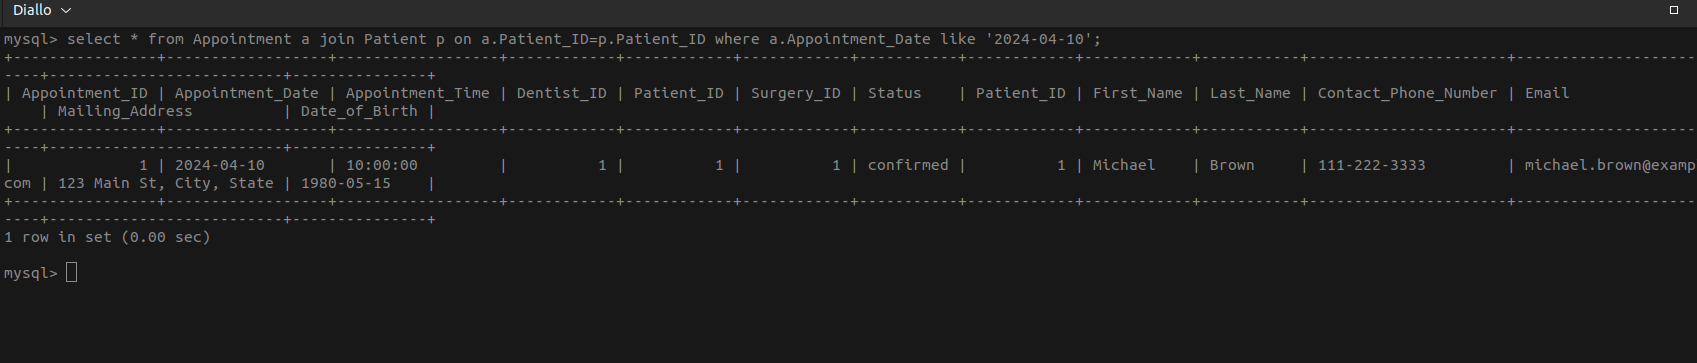 Diallo
mysql> select * from Appointment a join Patient p on a.Patient_ID=p.Patient_ID where a.Appointment_Date like '2024-04-10';
+----------------+------------------+------------------+------------+------------+------------+-----------+------------+------------+-----------+----------------------+--------------------
----+--------------------------+---------------+
| Appointment_ID | Appointment_Date | Appointment_Time | Dentist_ID | Patient_ID | Surgery_ID | Status    | Patient_ID | First_Name | Last_Name | Contact_Phone_Number | Email
    | Mailing_Address          | Date_of_Birth |
+----------------+------------------+------------------+------------+------------+------------+-----------+------------+------------+-----------+----------------------+--------------------
----+--------------------------+---------------+
|              1 | 2024-04-10       | 10:00:00         |          1 |          1 |          1 | confirmed |          1 | Michael    | Brown     | 111-222-3333         | michael.brown@examp
com | 123 Main St, City, State | 1980-05-15    |
+----------------+------------------+------------------+------------+------------+------------+-----------+------------+------------+-----------+----------------------+--------------------
----+--------------------------+---------------+
1 row in set (0.00 sec)
mysql>